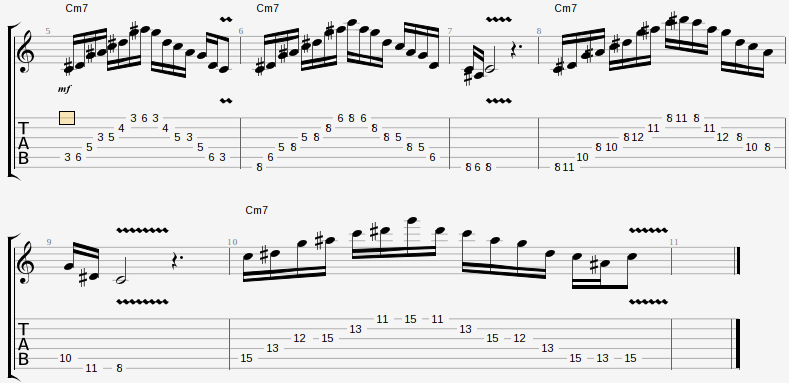 Cm7 Cm7 Cm7
5 6 7 8
mf
3 6 3 6 8 6 8 11 8
T 4 4 8 8 11 11
3 5 5 3 5 8 8 5 8 12 12 8
A 5 5 5 8 8 5 8 10 10 8
B 3 6 6 3 6 6 10
8 8 6 8 8 11
Cm7
9 10 11
11 15 11
T 13 13
12 15 15 12
A 13 13
B 10 15 15 13 15
11 8